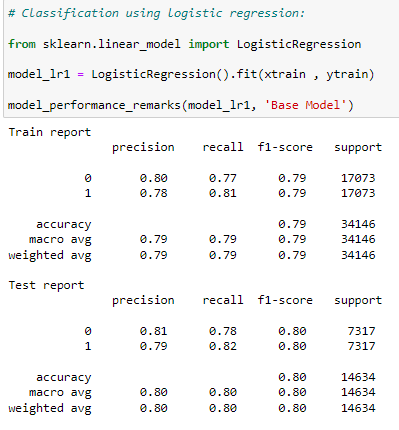 # Classification using logistic regression:
from sklearn.linear_model import LogisticRegression
model_lr1 = LogisticRegression().fit(xtrain , ytrain)
model_performance_remarks(model_lr1, 'Base Model')
Train report
precision recall f1-score support
0 0.80 0.77 0.79 17073
1 0.78 0.81 0.79 17073
accuracy 0.79 34146
macro avg 0.79 0.79 0.79 34146
weighted avg 0.79 0.79 0.79 34146
Test report
precision recall f1-score support
0 0.81 0.78 0.80 7317
1 0.79 0.82 0.80 7317
accuracy 0.80 14634
macro avg 0.80 0.80 0.80 14634
weighted avg 0.80 0.80 0.80 14634